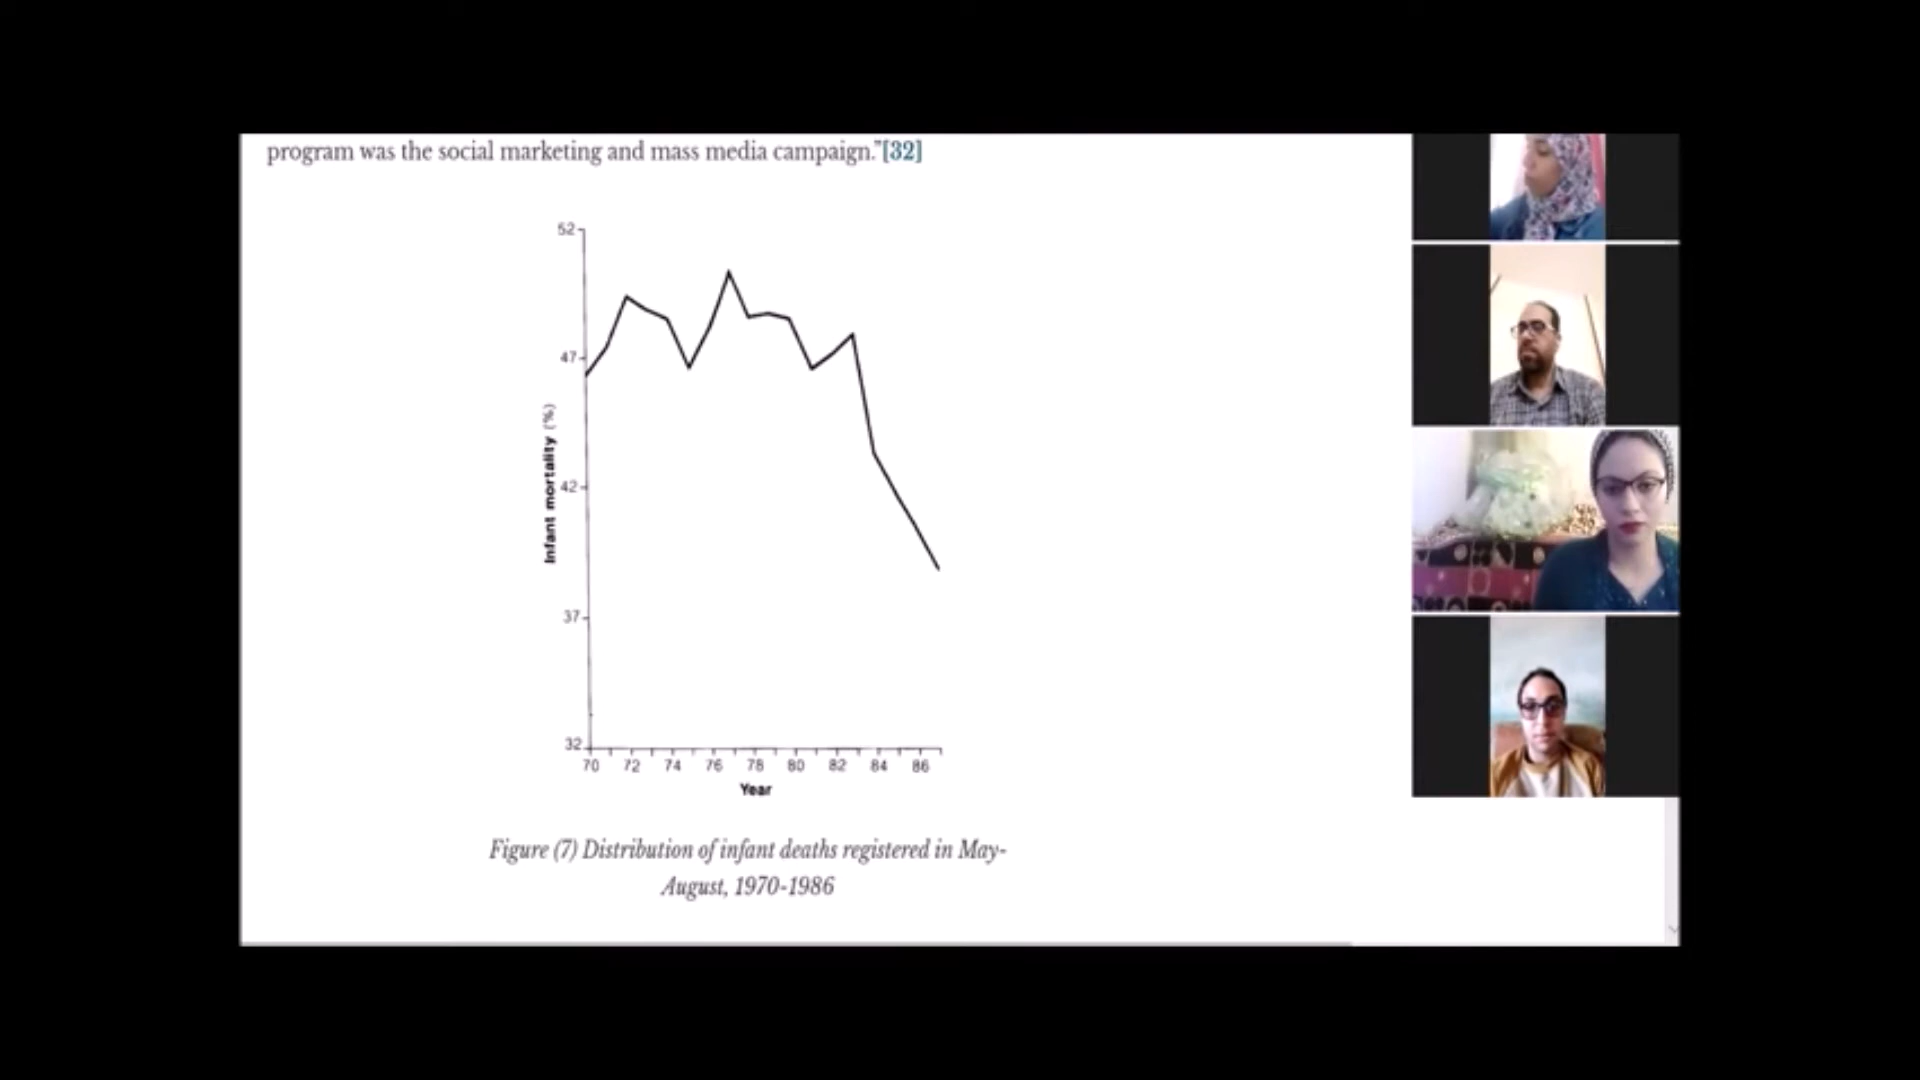 program was the social marketing and mass media campaign."[32]
52
47
42
37
32
Infant mortality (%)
70 72 74 76 78 80 82 84 86
Year
Figure (7) Distribution of infant deaths registered in May-
August, 1970-1986